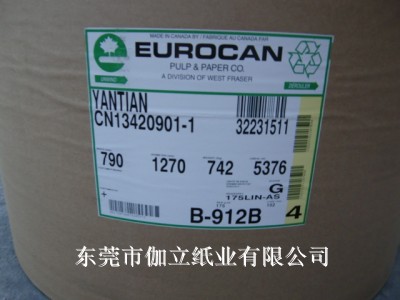 MADE IN CANADA BY / FABRIQUE AU CANADA PAR
EUROCAN
PULP & PAPER CO.
A DIVISION OF WEST FRASER
YANTIAN
CN13420901-1 32231511
790 1270 742 5376
G
175LIN-AS
B-912B 4
东莞市伽立纸业有限公司